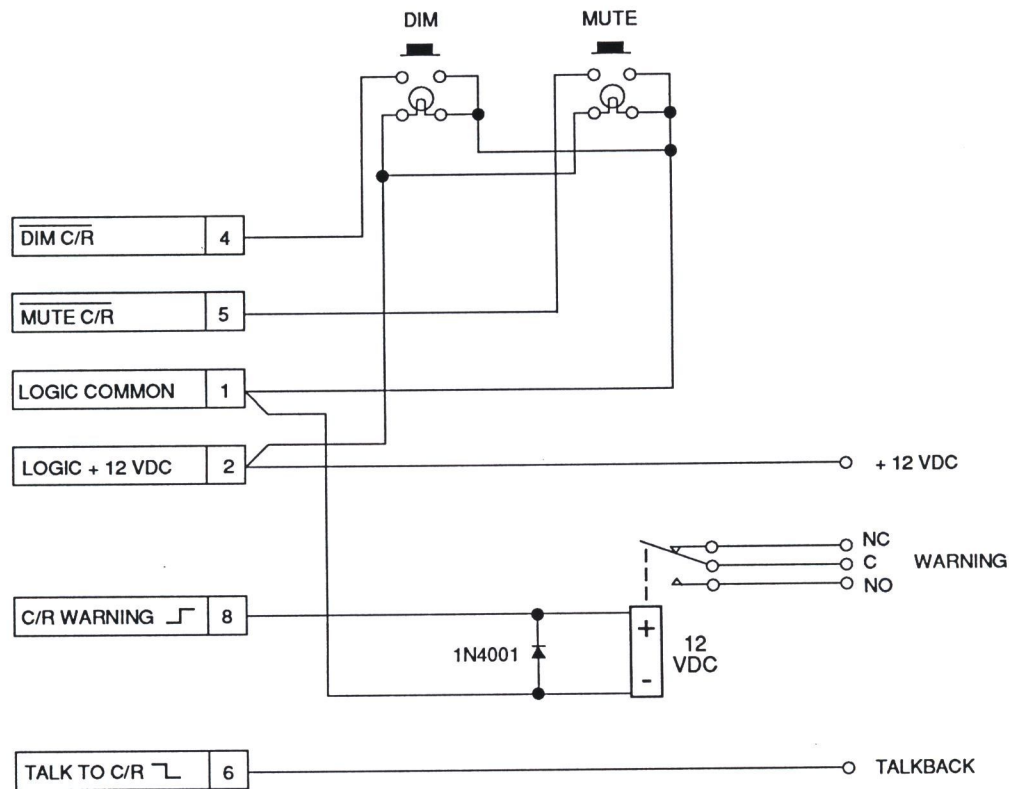 DIM
MUTE
DIM C/R 4
MUTE C/R 5
LOGIC COMMON 1
LOGIC + 12 VDC 2
+ 12 VDC
NC
C
WARNING
NO
C/R WARNING 8
+
12
VDC
1N4001
-
TALK TO C/R 6
TALKBACK